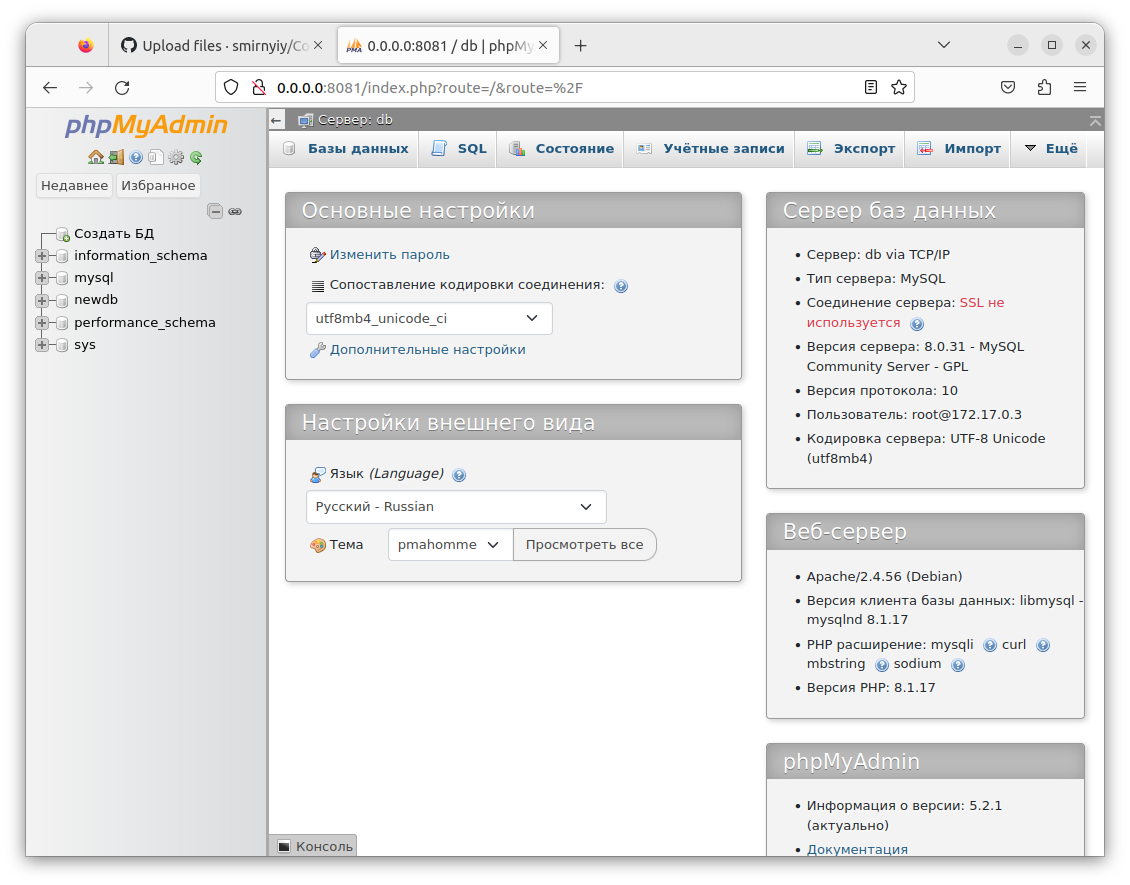 Upload files · smirnyiy/Co
0.0.0.0:8081 / db | phpMy
0.0.0.0:8081/index.php?route=/&route=%2F
phpMyAdmin
Недавнее Избранное
Создать БД
information_schema
mysql
newdb
performance_schema
sys
Сервер: db
Базы данных SQL Состояние Учётные записи Экспорт Импорт Ещё
Основные настройки
Изменить пароль
Сопоставление кодировки соединения:
utf8mb4_unicode_ci
Дополнительные настройки
Настройки внешнего вида
Язык (Language)
Русский - Russian
Тема pmahomme Просмотреть все
Сервер баз данных
• Сервер: db via TCP/IP
• Тип сервера: MySQL
• Соединение сервера: SSL не
используется
• Версия сервера: 8.0.31 - MySQL
Community Server - GPL
• Версия протокола: 10
• Пользователь: root@172.17.0.3
• Кодировка сервера: UTF-8 Unicode
(utf8mb4)
Веб-сервер
• Apache/2.4.56 (Debian)
• Версия клиента базы данных: libmysql -
mysqlnd 8.1.17
• PHP расширение: mysqli curl
mbstring sodium
• Версия PHP: 8.1.17
phpMyAdmin
• Информация о версии: 5.2.1
(актуально)
• Документация
Консоль